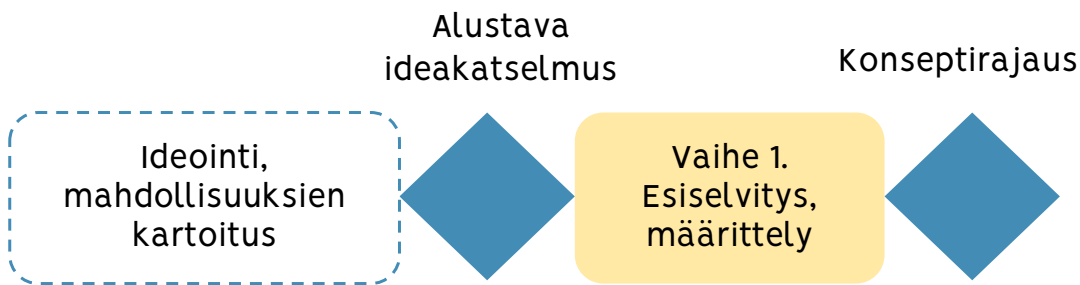 Alustava
ideakatselmus
Konseptirajaus
Ideointi,
mahdollisuuksien
kartoitus
Vaihe 1.
Esiselvitys,
määrittely